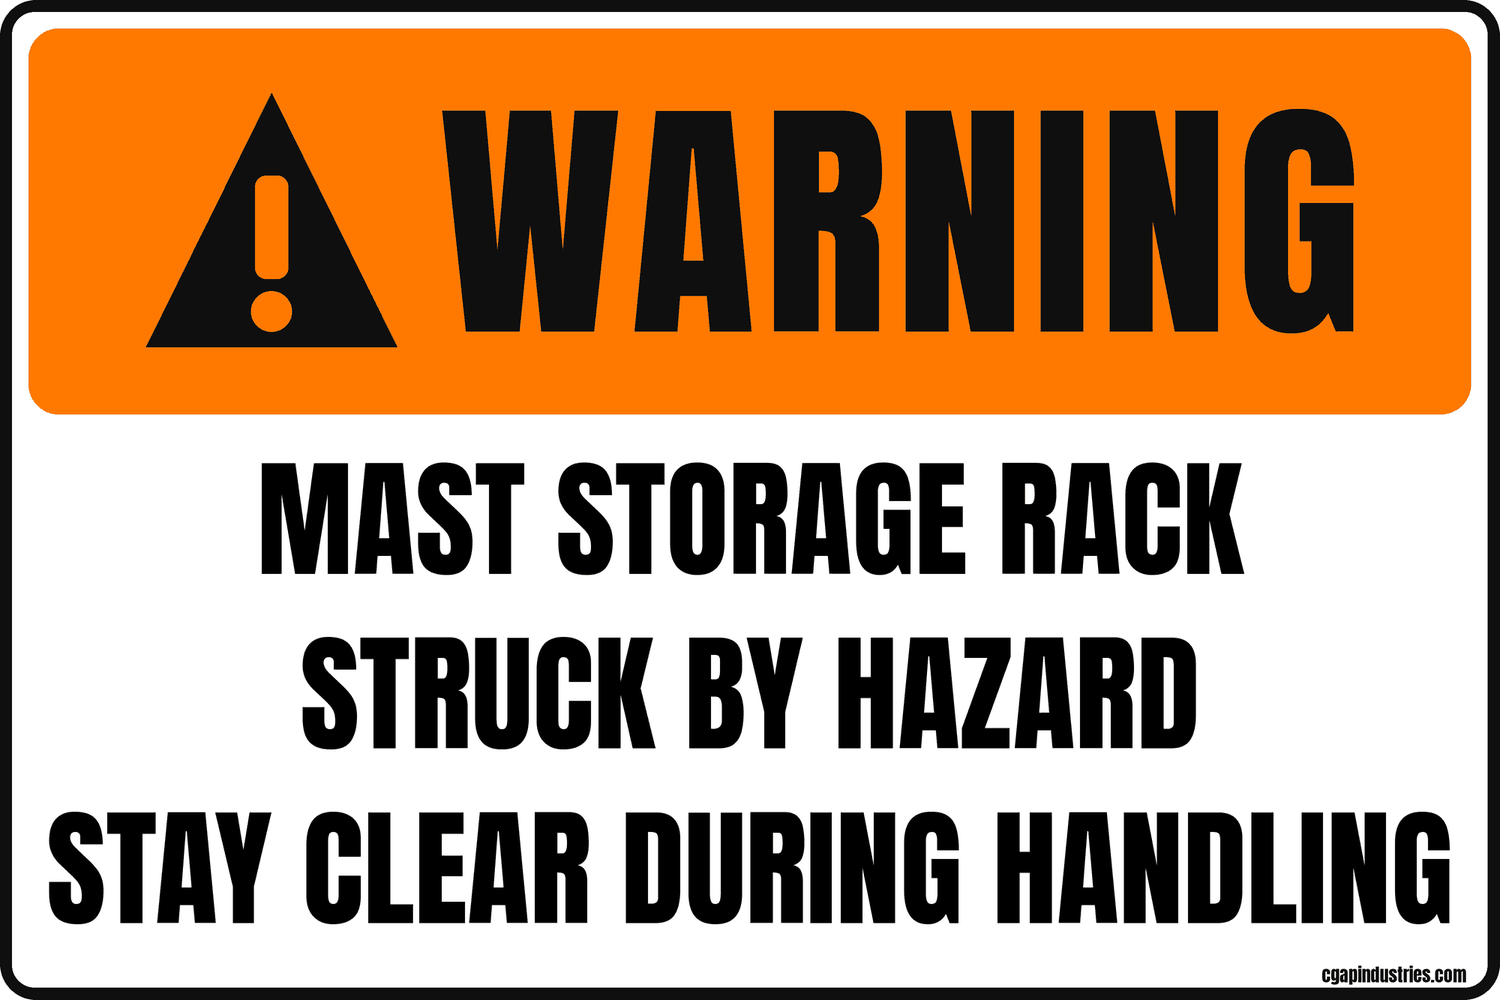 WARNING
MAST STORAGE RACK
STRUCK BY HAZARD
STAY CLEAR DURING HANDLING
cgapindustries.com